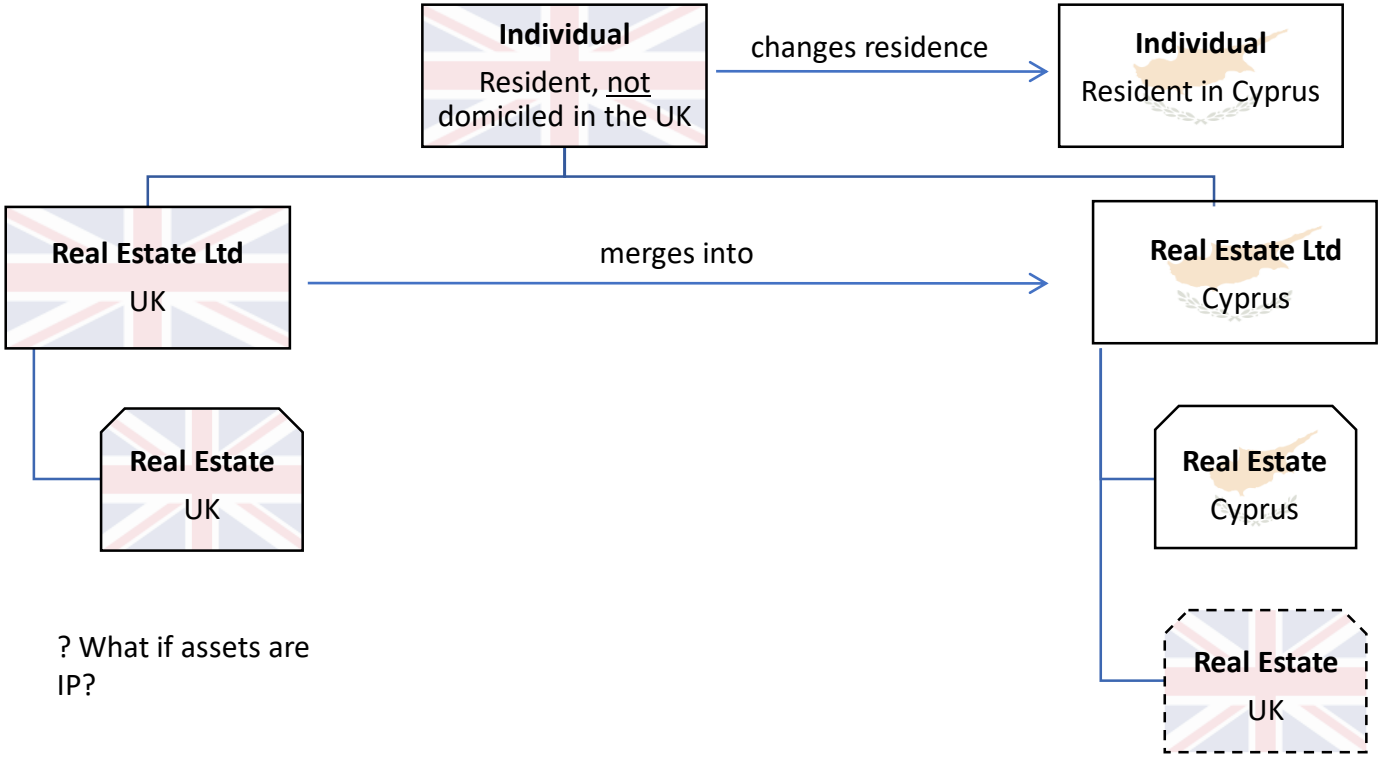 Individual
Resident, not
domiciled in the UK
changes residence
Individual
Resident in Cyprus
Real Estate Ltd
UK
merges into
Real Estate Ltd
Cyprus
Real Estate
UK
Real Estate
Cyprus
? What if assets are
IP?
Real Estate
UK